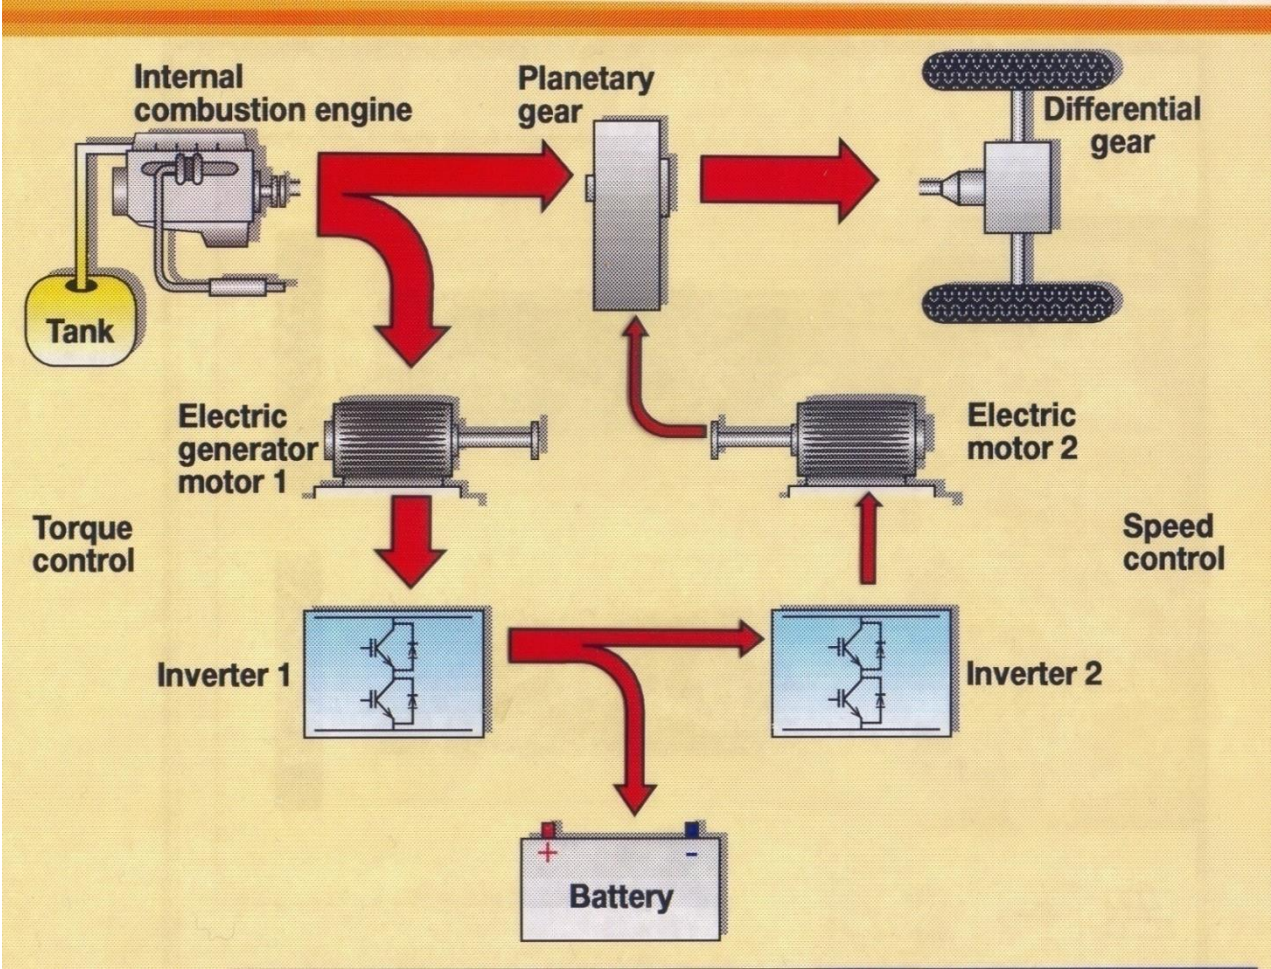 Internal
combustion engine
Planetary
gear
Differential
gear
Tank
Electric
generator
motor 1
Electric
motor 2
Torque
control
Speed
control
Inverter 1
Inverter 2
+
-
Battery